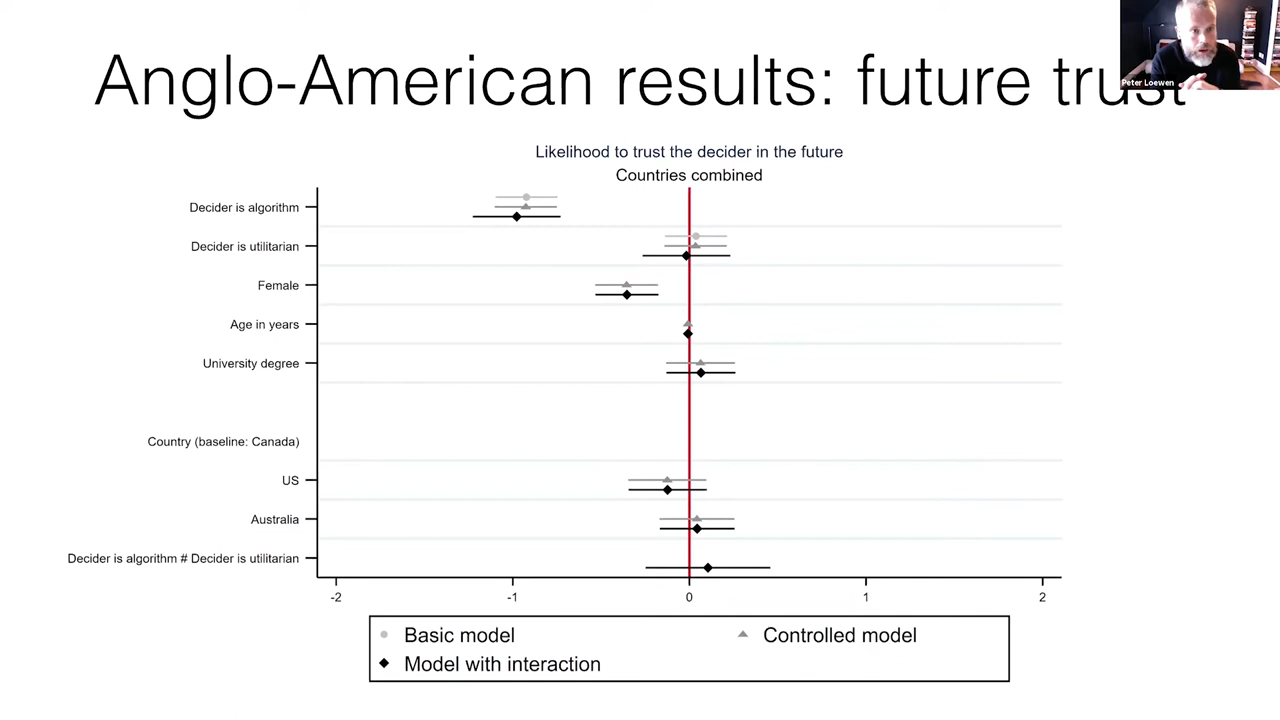 Anglo-American results: future trust
Peter Loewen
Likelihood to trust the decider in the future
Countries combined
Decider is algorithm
Decider is utilitarian
Female
Age in years
University degree
Country (baseline: Canada)
US
Australia
Decider is algorithm # Decider is utilitarian
-2 -1 0 1 2
Basic model Controlled model
Model with interaction